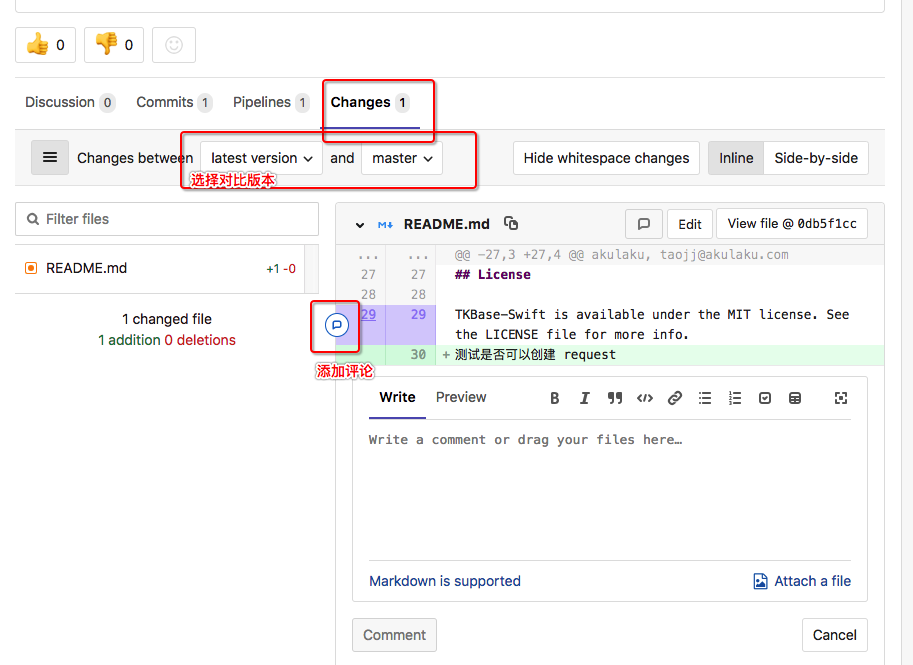 0 0
Discussion 0 Commits 1 Pipelines 1 Changes 1
Changes between latest version and master Hide whitespace changes Inline Side-by-side
选择对比版本
Filter files
README.md +1 -0
1 changed file
1 addition 0 deletions
M↓ README.md Edit View file @ 0db5f1cc
... ... @@ -27,3 +27,4 @@ akulaku, taojj@akulaku.com
27 27 ## License
28 28
29 29 TKBase-Swift is available under the MIT license. See
the LICENSE file for more info.
30 + 测试是否可以创建 request
添加评论
Write Preview
Write a comment or drag your files here…
Markdown is supported Attach a file
Comment Cancel